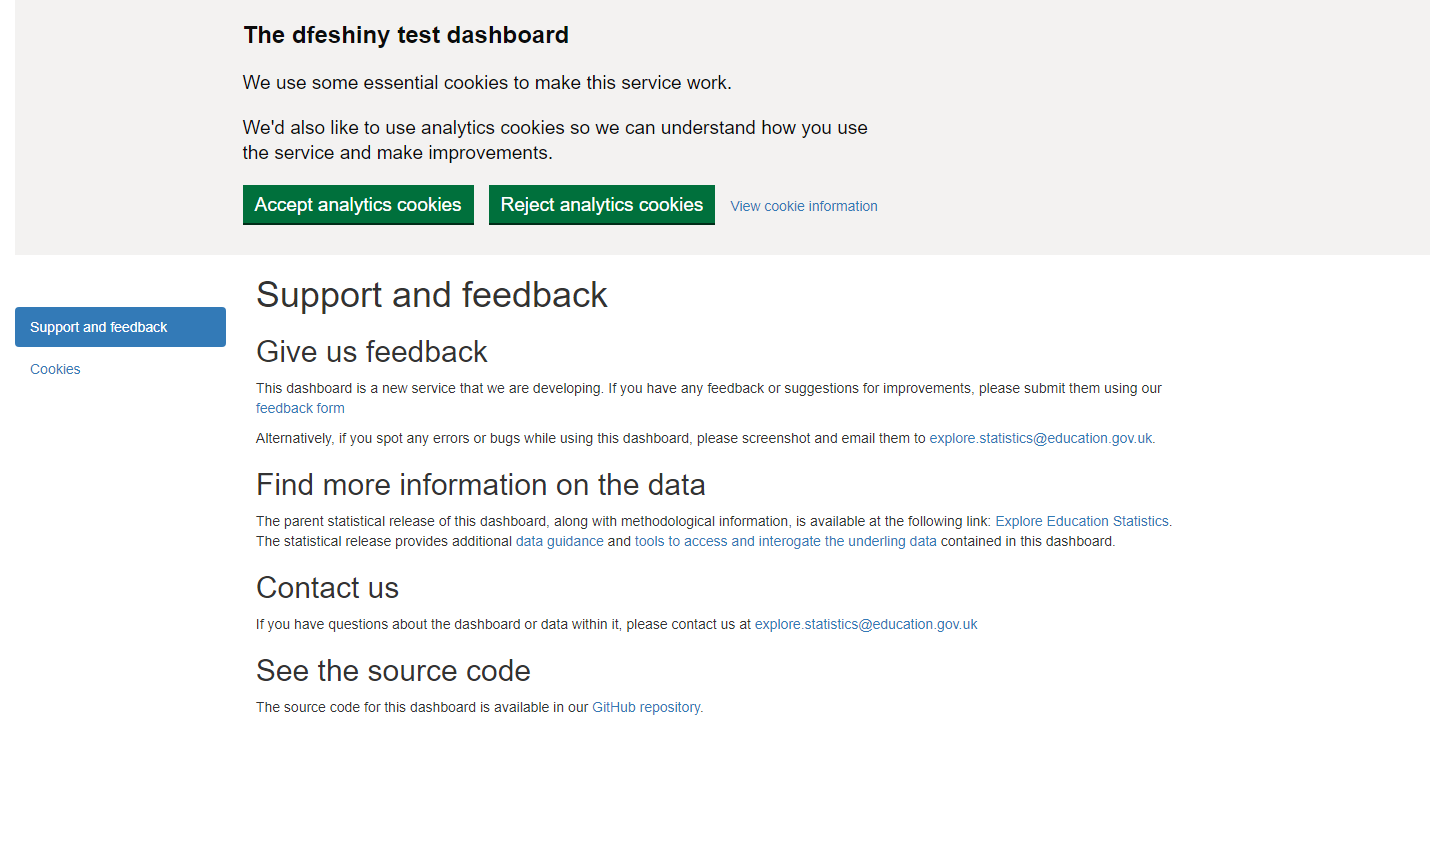 The dfeshiny test dashboard
We use some essential cookies to make this service work.
We'd also like to use analytics cookies so we can understand how you use
the service and make improvements.
Accept analytics cookies Reject analytics cookies View cookie information
Support and feedback
Cookies
Support and feedback
Give us feedback
This dashboard is a new service that we are developing. If you have any feedback or suggestions for improvements, please submit them using our
feedback form
Alternatively, if you spot any errors or bugs while using this dashboard, please screenshot and email them to explore.statistics@education.gov.uk.
Find more information on the data
The parent statistical release of this dashboard, along with methodological information, is available at the following link: Explore Education Statistics.
The statistical release provides additional data guidance and tools to access and interogate the underling data contained in this dashboard.
Contact us
If you have questions about the dashboard or data within it, please contact us at explore.statistics@education.gov.uk
See the source code
The source code for this dashboard is available in our GitHub repository.